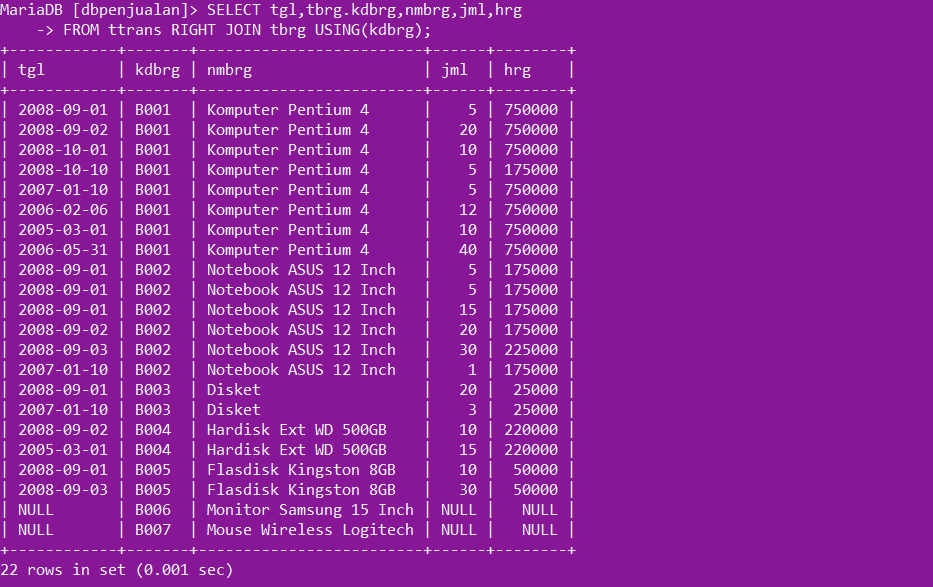 MariaDB [dbpenjualan]> SELECT tgl,tbrg.kdbrg,nmbrg,jml,hrg
    -> FROM ttrans RIGHT JOIN tbrg USING(kdbrg);
+------------+-------+-------------------------+------+--------+
| tgl        | kdbrg | nmbrg                   | jml  | hrg    |
+------------+-------+-------------------------+------+--------+
| 2008-09-01 | B001  | Komputer Pentium 4      |    5 | 750000 |
| 2008-09-02 | B001  | Komputer Pentium 4      |   20 | 750000 |
| 2008-10-01 | B001  | Komputer Pentium 4      |   10 | 750000 |
| 2008-10-10 | B001  | Komputer Pentium 4      |    5 | 175000 |
| 2007-01-10 | B001  | Komputer Pentium 4      |    5 | 750000 |
| 2006-02-06 | B001  | Komputer Pentium 4      |   12 | 750000 |
| 2005-03-01 | B001  | Komputer Pentium 4      |   10 | 750000 |
| 2006-05-31 | B001  | Komputer Pentium 4      |   40 | 750000 |
| 2008-09-01 | B002  | Notebook ASUS 12 Inch   |    5 | 175000 |
| 2008-09-01 | B002  | Notebook ASUS 12 Inch   |    5 | 175000 |
| 2008-09-01 | B002  | Notebook ASUS 12 Inch   |   15 | 175000 |
| 2008-09-02 | B002  | Notebook ASUS 12 Inch   |   20 | 175000 |
| 2008-09-03 | B002  | Notebook ASUS 12 Inch   |   30 | 225000 |
| 2007-01-10 | B002  | Notebook ASUS 12 Inch   |    1 | 175000 |
| 2008-09-01 | B003  | Disket                  |   20 |  25000 |
| 2007-01-10 | B003  | Disket                  |    3 |  25000 |
| 2008-09-02 | B004  | Hardisk Ext WD 500GB    |   10 | 220000 |
| 2005-03-01 | B004  | Hardisk Ext WD 500GB    |   15 | 220000 |
| 2008-09-01 | B005  | Flasdisk Kingston 8GB   |   10 |  50000 |
| 2008-09-03 | B005  | Flasdisk Kingston 8GB   |   30 |  50000 |
| NULL       | B006  | Monitor Samsung 15 Inch | NULL |   NULL |
| NULL       | B007  | Mouse Wireless Logitech | NULL |   NULL |
+------------+-------+-------------------------+------+--------+
22 rows in set (0.001 sec)